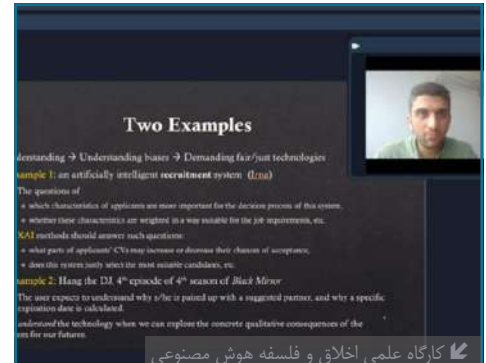 Two Examples
derstanding → Understanding biases → Demanding fair/just technologies
ample 1: an artificially intelligent recruitment system (Irna)
The questions of
which characteristics of applicants are more important for the decision process of this system,
whether these characteristics are weighted in a way suitable for the job requirements, etc.
XAI methods should answer such questions:
what parts of applicants' CVs may increase or decrease their chances of acceptance,
does this system justly select the most suitable candidates, etc.
ample 2: Hang the DJ, 4th episode of 4th season of Black Mirror
The user expects to understand why s/he is paired up with a suggested partner, and why a specific
expiration date is calculated.
understand the technology when we can explore the concrete qualitative consequences of the
for our future.
کارگاه علمی اخلاق و فلسفه هوش مصنوعی